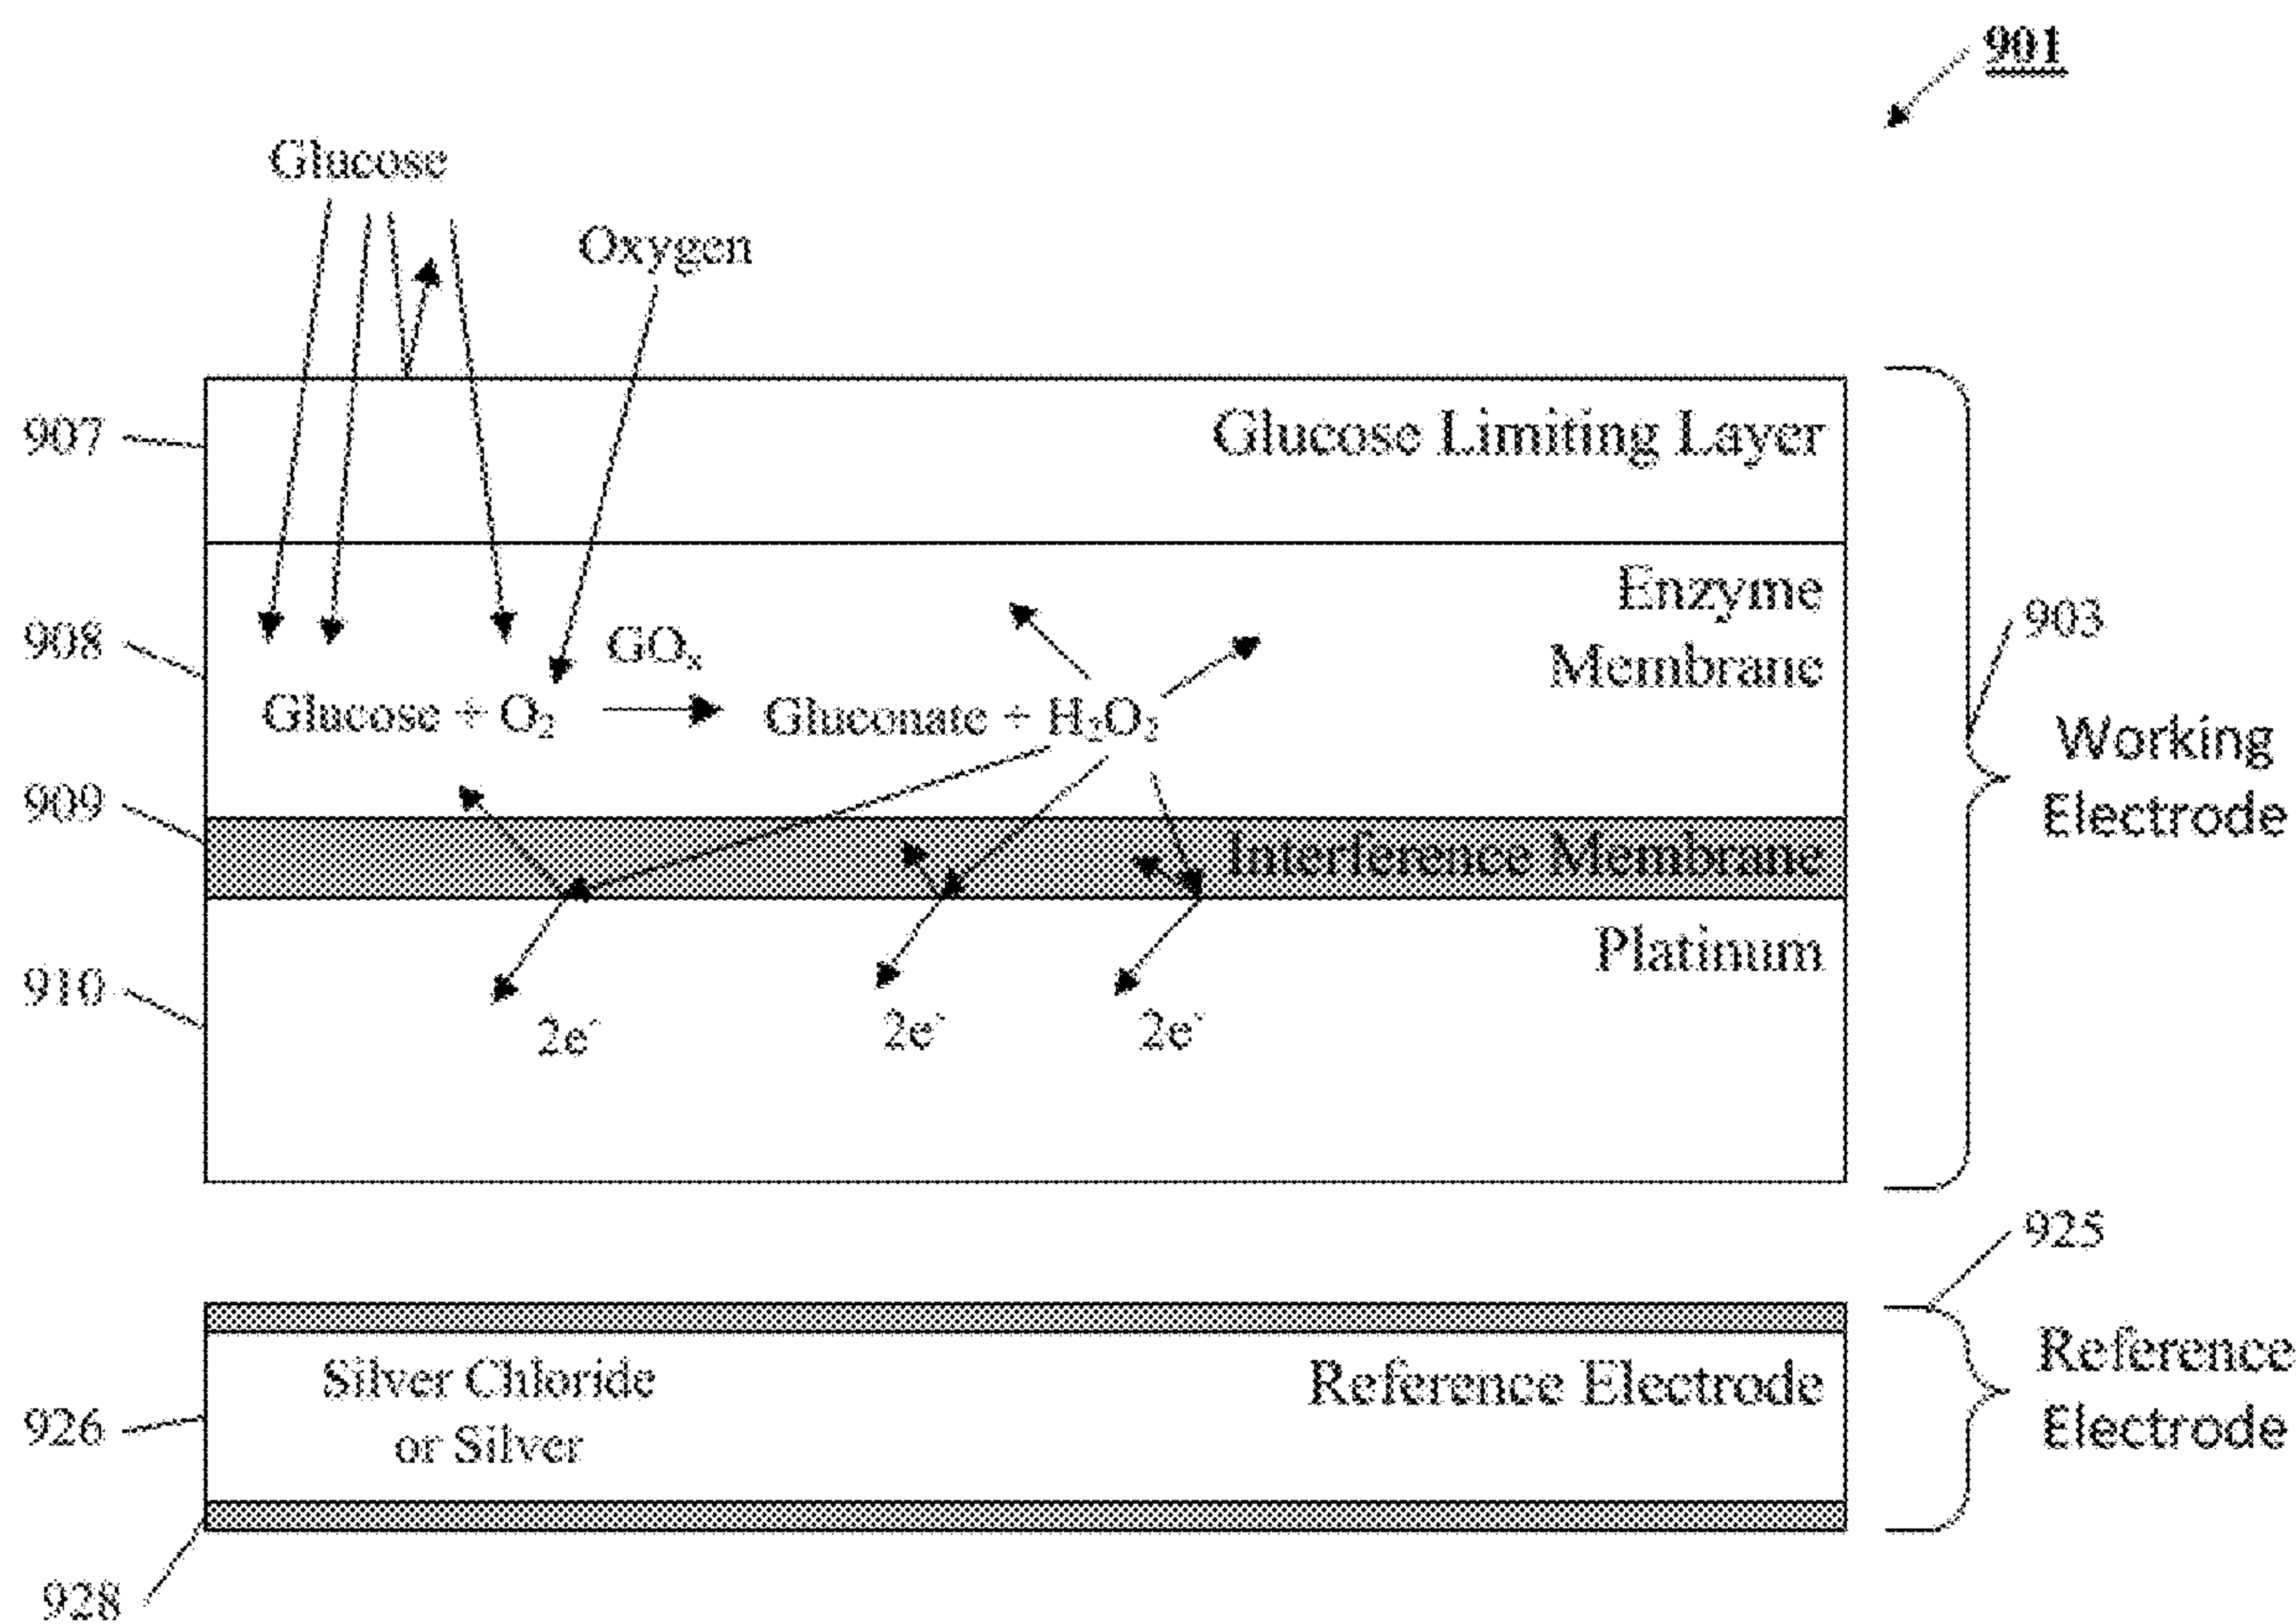 901
Glucose
Oxygen
907
Glucose Limiting Layer
Enzyme
Membrane
908
GOₓ
903
Glucose + O₂
Gluconate + H₂O₂
Working
Electrode
909
Interference Membrane
Platinum
910
2e⁻
2e⁻
2e⁻
925
Silver Chloride
or Silver
Reference Electrode
Reference
Electrode
926
928